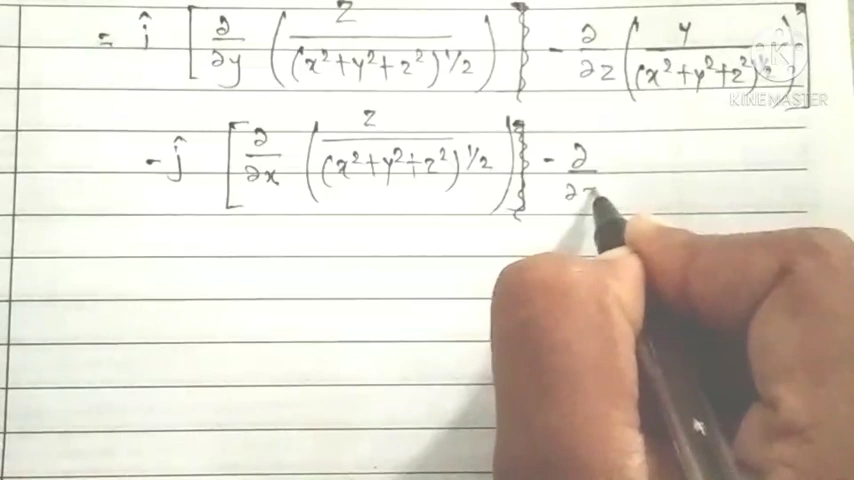 = î [ ∂/∂y ( z/(x²+y²+z²)^1/2 ) ] - ∂/∂z ( y/(x²+y²+z²)^1/2 ) ]
KINEMASTER
- ĵ [ ∂/∂x ( z/(x²+y²+z²)^1/2 ) ] - ∂/∂z